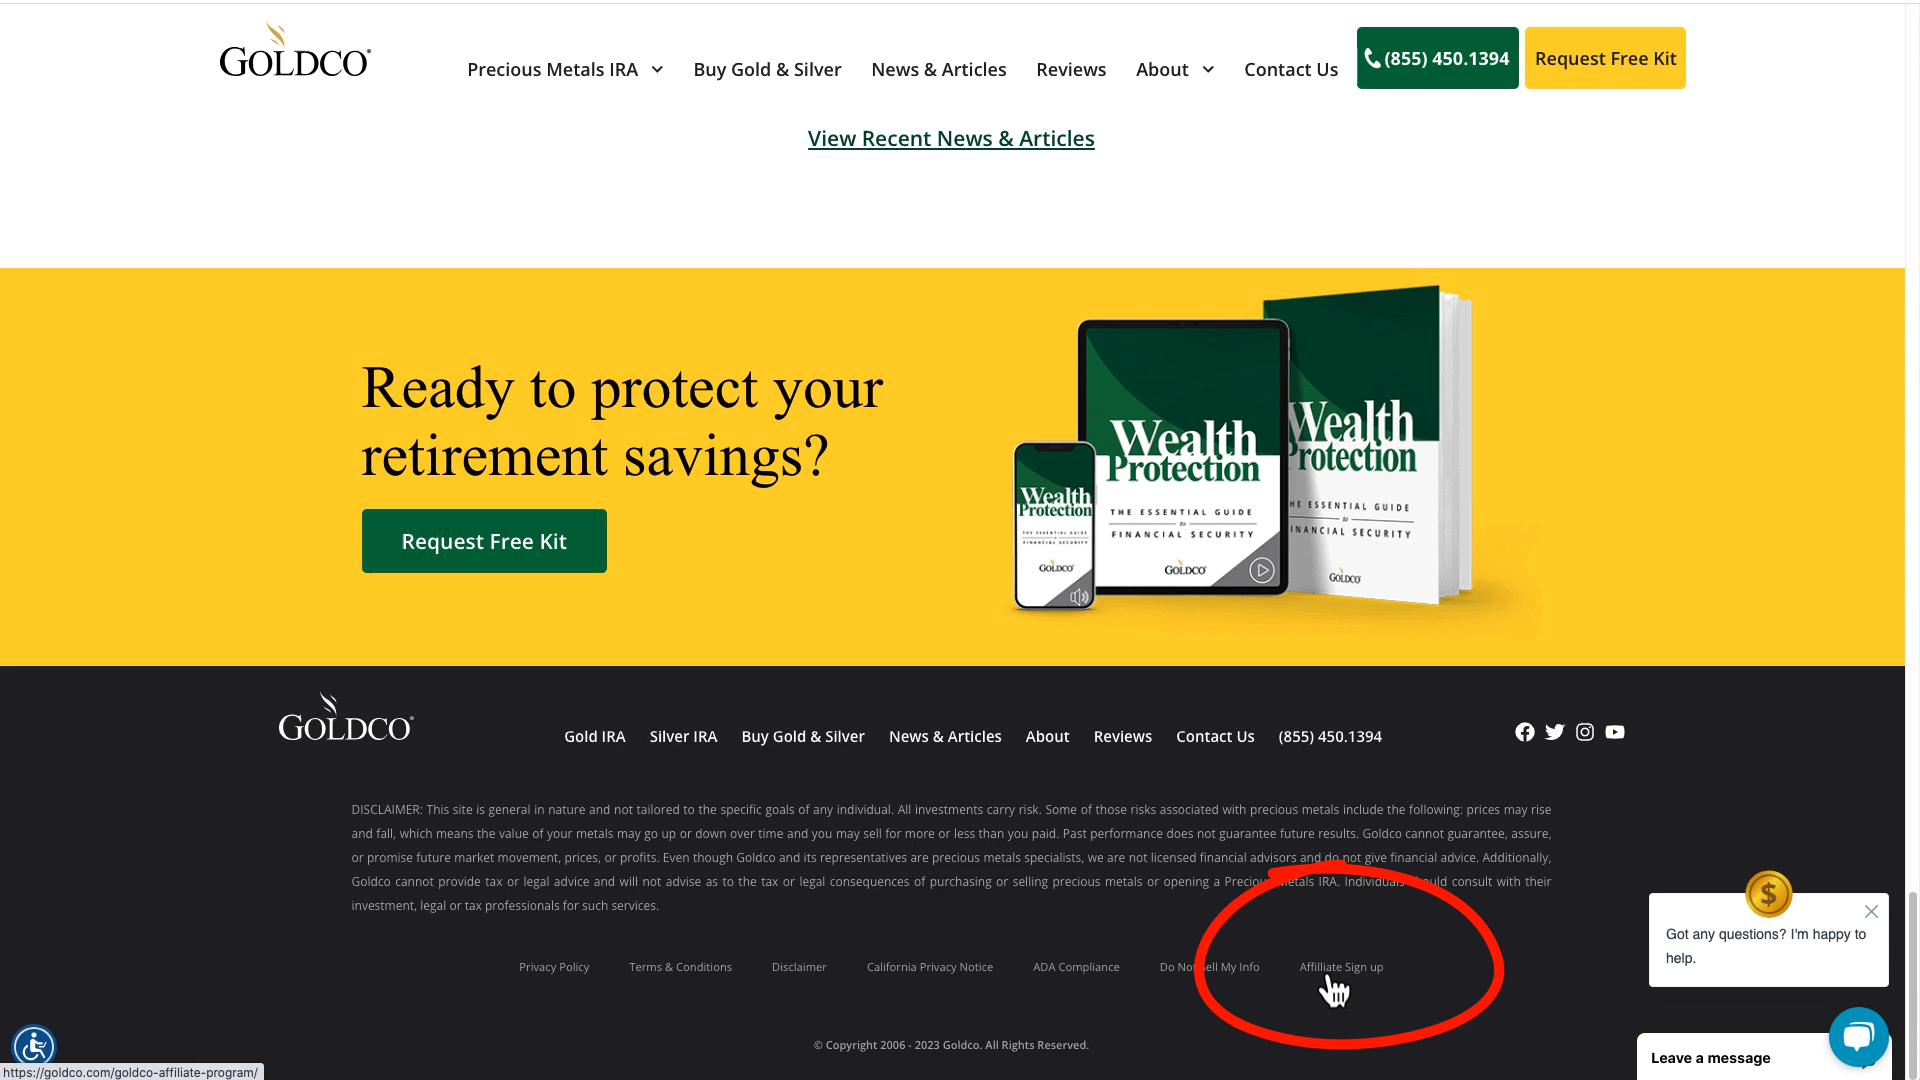 GOLDCO
Precious Metals IRA
Buy Gold & Silver
News & Articles
Reviews
About
Contact Us
(855) 450.1394
Request Free Kit
View Recent News & Articles
Ready to protect your
retirement savings?
Request Free Kit
Wealth
Protection
THE ESSENTIAL GUIDE
to
FINANCIAL SECURITY
GOLDCO
Wealth
Protection
THE ESSENTIAL GUIDE
to
FINANCIAL SECURITY
GOLDCO
Wealth
Protection
HE ESSENTIAL GUIDE
to
INANCIAL SECURITY
GOLDCO
GOLDCO
Gold IRA
Silver IRA
Buy Gold & Silver
News & Articles
About
Reviews
Contact Us
(855) 450.1394
DISCLAIMER: This site is general in nature and not tailored to the specific goals of any individual. All investments carry risk. Some of those risks associated with precious metals include the following: prices may rise
and fall, which means the value of your metals may go up or down over time and you may sell for more or less than you paid. Past performance does not guarantee future results. Goldco cannot guarantee, assure,
or promise future market movement, prices, or profits. Even though Goldco and its representatives are precious metals specialists, we are not licensed financial advisors and do not give financial advice. Additionally,
Goldco cannot provide tax or legal advice and will not advise as to the tax or legal consequences of purchasing or selling precious metals or opening a Precious Metals IRA. Individuals should consult with their
investment, legal or tax professionals for such services.
Privacy Policy
Terms & Conditions
Disclaimer
California Privacy Notice
ADA Compliance
Do Not Sell My Info
Affilliate Sign up
© Copyright 2006 - 2023 Goldco. All Rights Reserved.
$
Got any questions? I'm happy to
help.
Leave a message
https://goldco.com/goldco-affiliate-program/